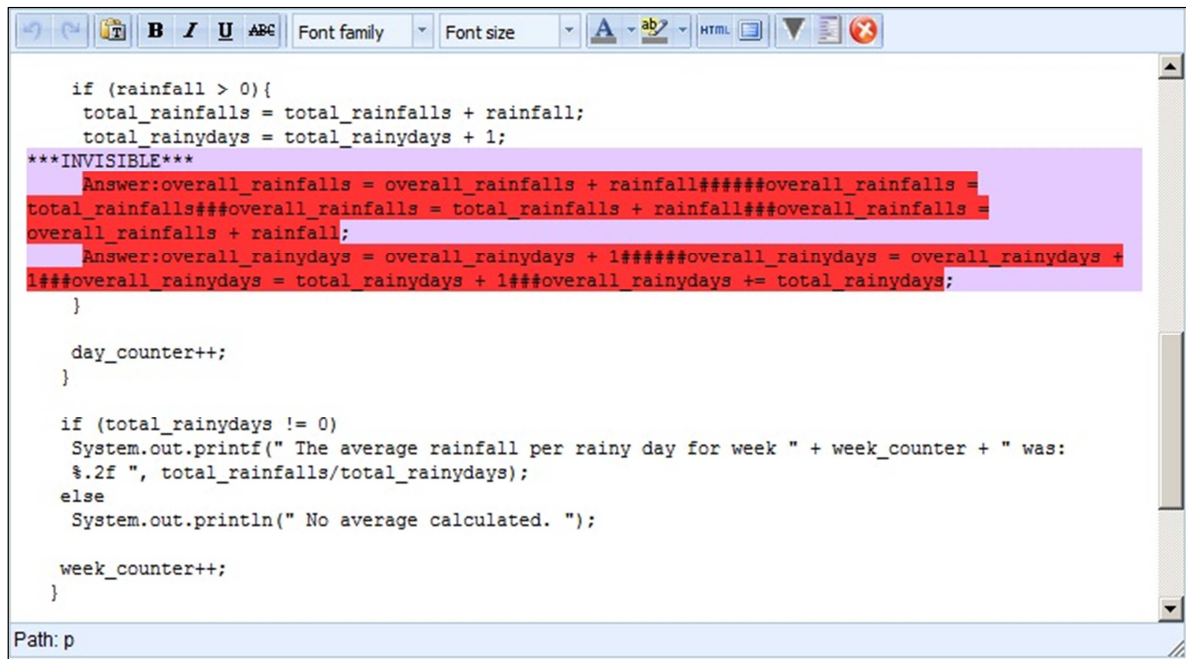 B I U ABC Font family Font size A ab HTML
if (rainfall > 0){
total_rainfalls = total_rainfalls + rainfall;
total_rainydays = total_rainydays + 1;
***INVISIBLE***
Answer:overall_rainfalls = overall_rainfalls + rainfall######overall_rainfalls =
total_rainfalls###overall_rainfalls = total_rainfalls + rainfall###overall_rainfalls =
overall_rainfalls + rainfall;
Answer:overall_rainydays = overall_rainydays + 1######overall_rainydays = overall_rainydays +
1###overall_rainydays = total_rainydays + 1###overall_rainydays += total_rainydays;
}
day_counter++;
}
if (total_rainydays != 0)
System.out.printf(" The average rainfall per rainy day for week " + week_counter + " was:
%.2f ", total_rainfalls/total_rainydays);
else
System.out.println(" No average calculated. ");
week_counter++;
}
Path: p